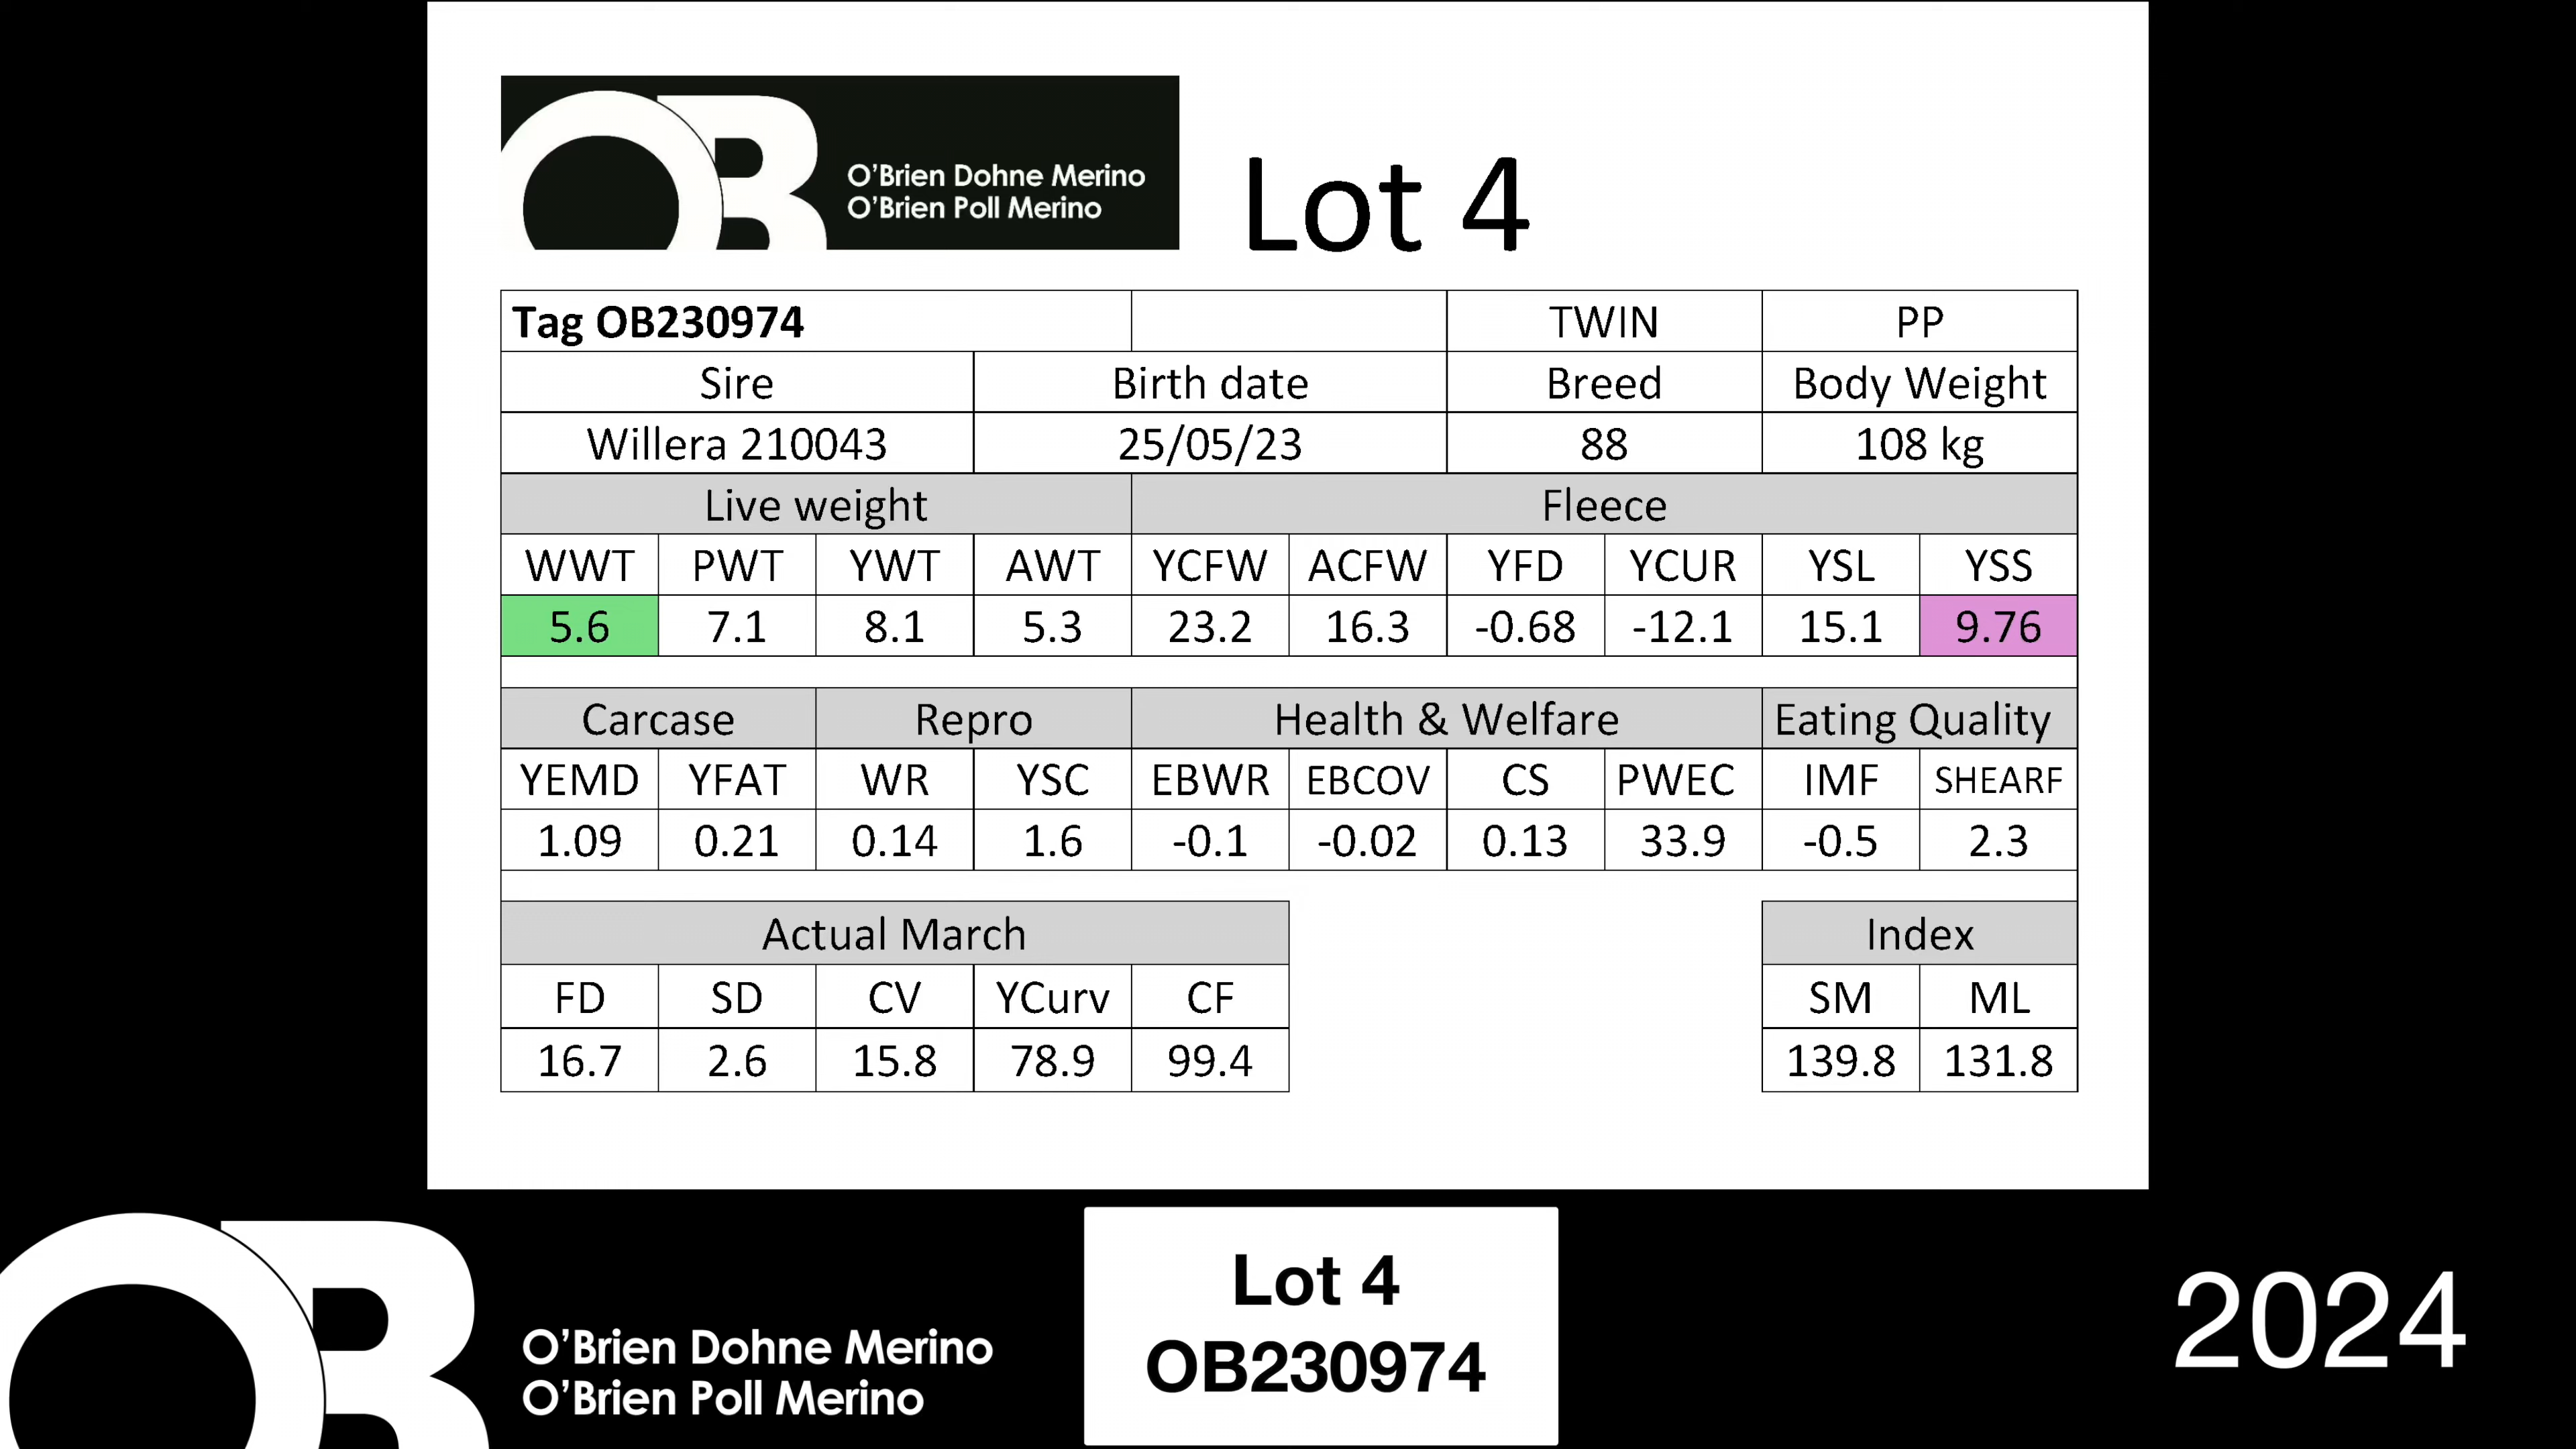 OB
O'Brien Dohne Merino
O'Brien Poll Merino
Lot 4
Tag OB230974 TWIN PP
Sire Birth date Breed Body Weight
Willera 210043 25/05/23 88 108 kg
Live weight Fleece
WWT PWT YWT AWT YCFW ACFW YFD YCUR YSL YSS
5.6 7.1 8.1 5.3 23.2 16.3 -0.68 -12.1 15.1 9.76
Carcase Repro Health & Welfare Eating Quality
YEMD YFAT WR YSC EBWR EBCOV CS PWEC IMF SHEARF
1.09 0.21 0.14 1.6 -0.1 -0.02 0.13 33.9 -0.5 2.3
Actual March Index
FD SD CV YCurv CF SM ML
16.7 2.6 15.8 78.9 99.4 139.8 131.8
OB
O'Brien Dohne Merino
O'Brien Poll Merino
Lot 4
OB230974
2024